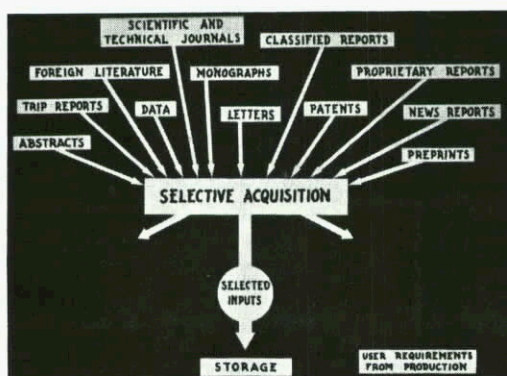 SCIENTIFIC AND
TECHNICAL JOURNALS
CLASSIFIED REPORTS
FOREIGN LITERATURE
MONOGRAPHS
PROPRIETARY REPORTS
TRIP REPORTS
DATA
LETTERS
PATENTS
NEWS REPORTS
ABSTRACTS
PREPRINTS
SELECTIVE ACQUISITION
SELECTED
INPUTS
STORAGE
USER REQUIREMENTS
FROM PRODUCTION